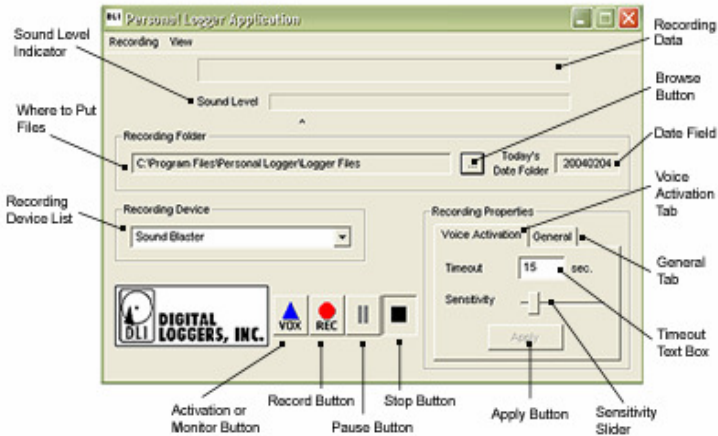 DLI Personal Logger Application
Recording View
Sound Level
Indicator
Recording
Data
Sound Level
Browse
Button
Where to Put
Files
Recording Folder
C:\Program Files\Personal Logger\Logger Files
...
Today's
Date Folder
20040204
Date Field
Recording
Device List
Recording Device
Sound Blaster
Voice
Activation
Tab
Recording Properties
Voice Activation
General
General
Tab
Timeout
15
sec.
Sensitivity
Apply
Timeout
Text Box
DLI
DIGITAL
LOGGERS, INC.
VOX
REC
Activation or
Monitor Button
Record Button
Pause Button
Stop Button
Apply Button
Sensitivity
Slider